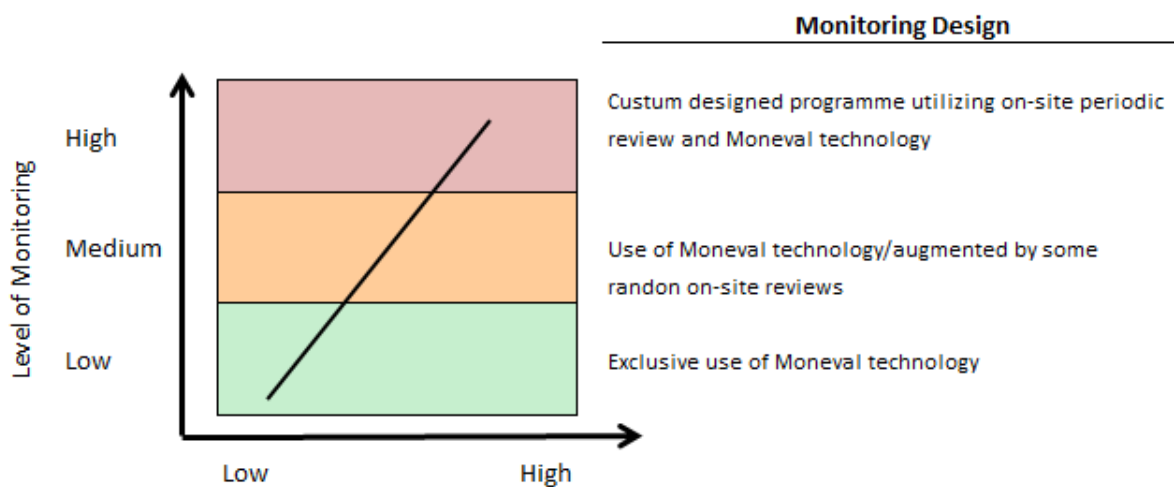 Monitoring Design
High
Custum designed programme utilizing on-site periodic
review and Moneval technology
Level of Monitoring
Medium
Use of Moneval technology/augmented by some
randon on-site reviews
Low
Exclusive use of Moneval technology
Low
High